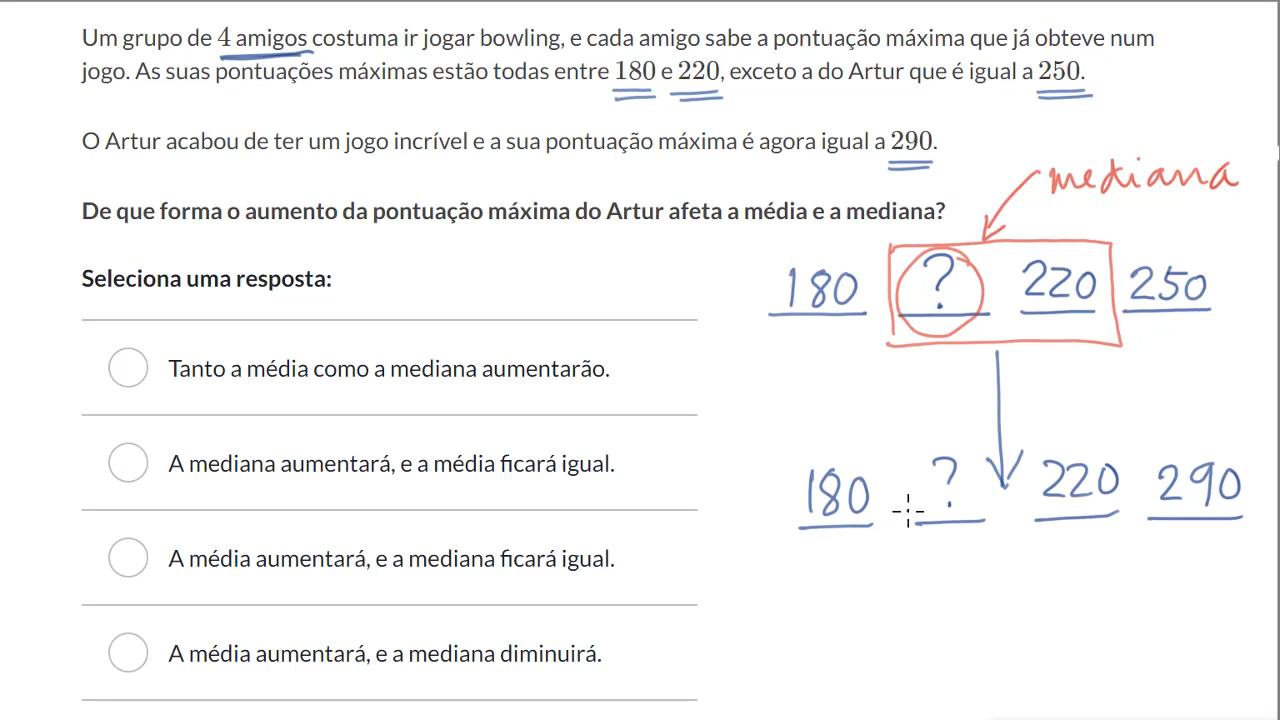 Um grupo de 4 amigos costuma ir jogar bowling, e cada amigo sabe a pontuação máxima que já obteve num
jogo. As suas pontuações máximas estão todas entre 180 e 220, exceto a do Artur que é igual a 250.
O Artur acabou de ter um jogo incrível e a sua pontuação máxima é agora igual a 290.
mediana
De que forma o aumento da pontuação máxima do Artur afeta a média e a mediana?
Seleciona uma resposta:
180 ? 220 250
Tanto a média como a mediana aumentarão.
A mediana aumentará, e a média ficará igual.
180 ? 220 290
A média aumentará, e a mediana ficará igual.
A média aumentará, e a mediana diminuirá.